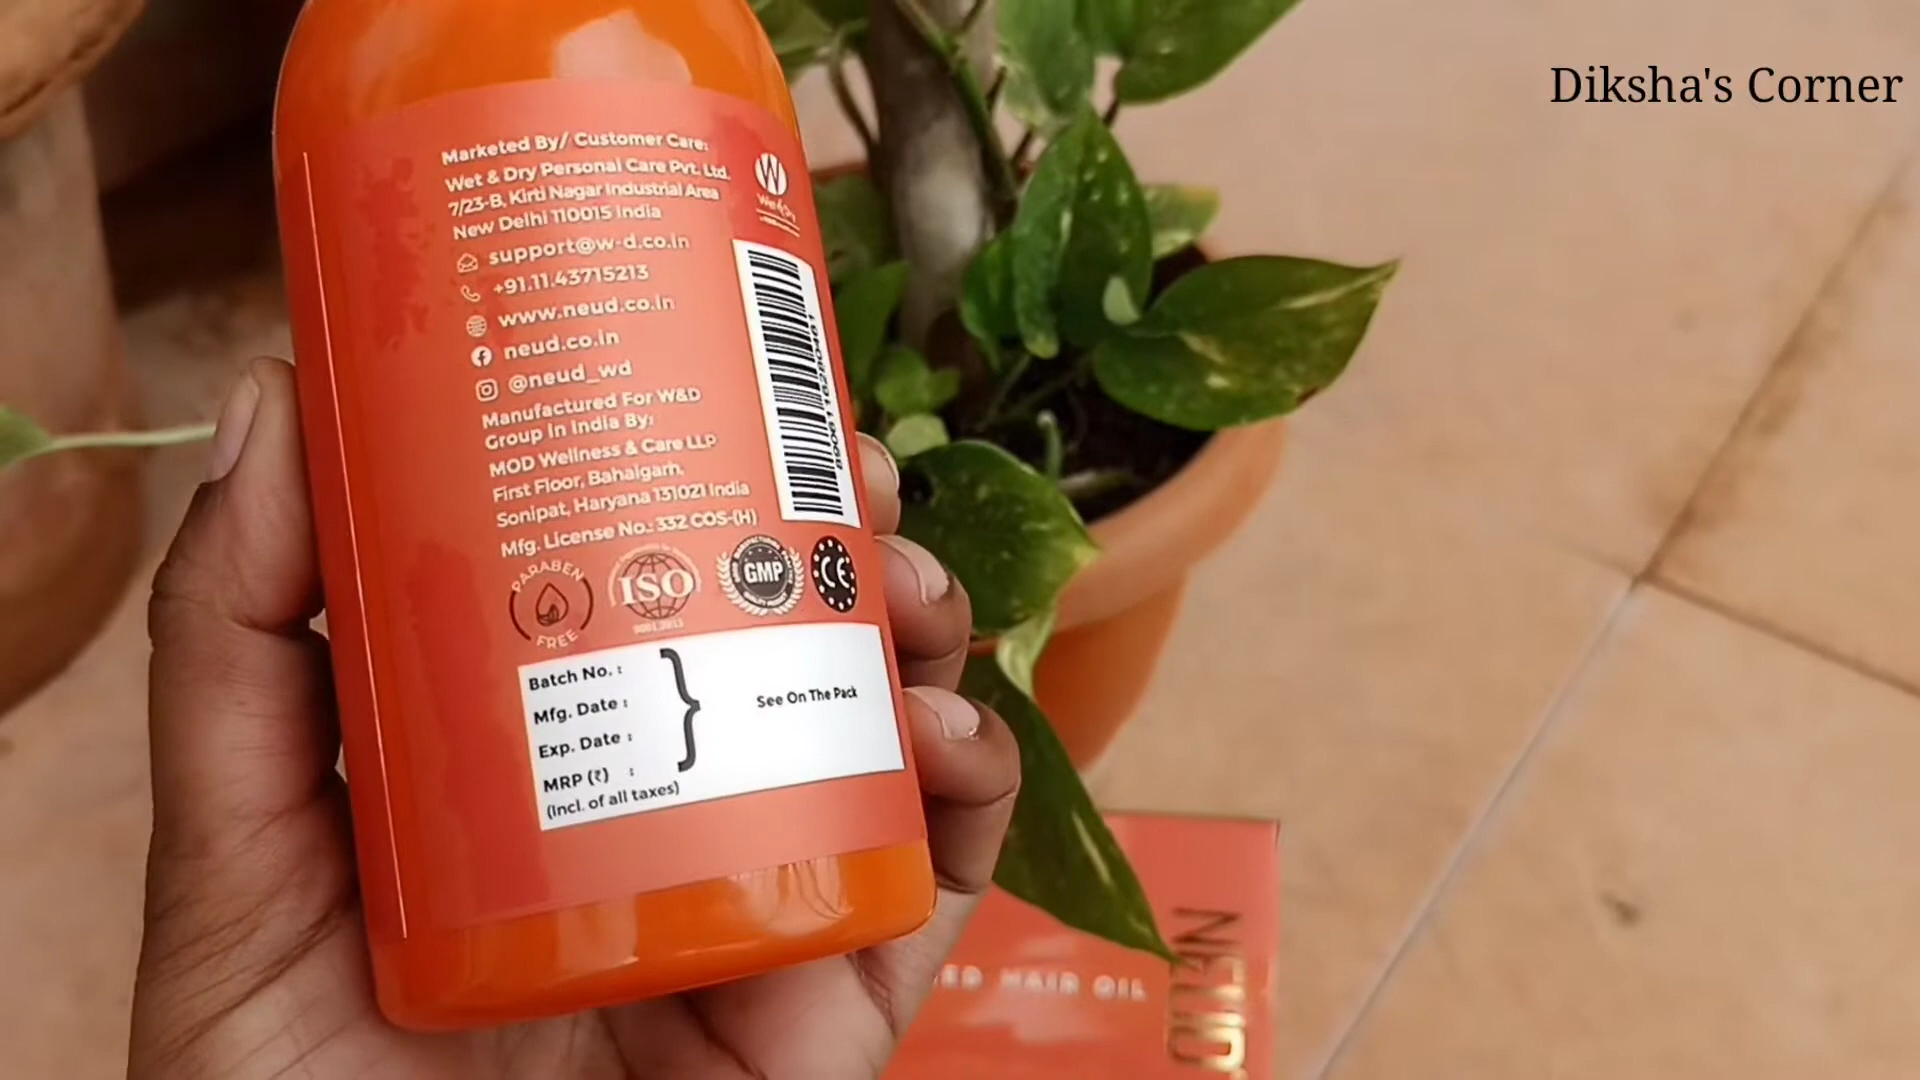 Diksha's Corner
Marketed By/ Customer Care:
Wet & Dry Personal Care Pvt. Ltd.
7/23-B, Kirti Nagar Industrial Area
New Delhi 110015 India
support@w-d.co.in
+91.11.43715213
www.neud.co.in
neud.co.in
@neud_wd
Manufactured For W&D
Group In India By:
MOD Wellness & Care LLP
First Floor, Bahalgarh,
Sonipat, Haryana 131021 India
Mfg. License No.: 332 COS-(H)
W
Wet & Dry
PARABEN
FREE
ISO
GMP
CE
Batch No. :
Mfg. Date :
Exp. Date :
MRP (₹) :
(Incl. of all taxes)
See On The Pack
HAIR OIL
NEUD